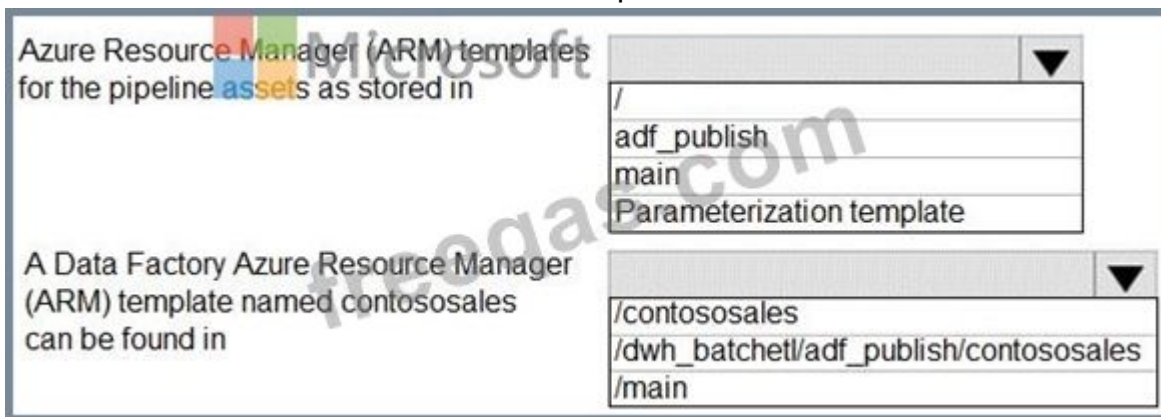 Azure Resource Manager (ARM) templates
for the pipeline assets as stored in
Microsoft
/
adf_publish
main
Parameterization template
freeqas.com
A Data Factory Azure Resource Manager
(ARM) template named contososales
can be found in
/contososales
/dwh_batchetl/adf_publish/contososales
/main